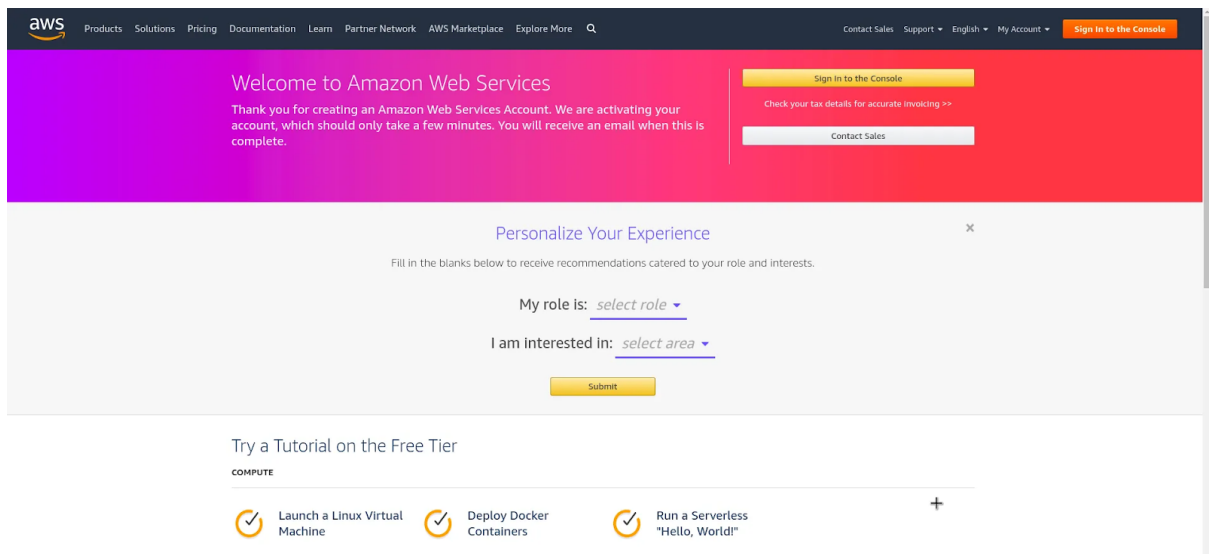 aws Products Solutions Pricing Documentation Learn Partner Network AWS Marketplace Explore More Contact Sales Support English My Account Sign In to the Console
Welcome to Amazon Web Services
Thank you for creating an Amazon Web Services Account. We are activating your
account, which should only take a few minutes. You will receive an email when this is
complete.
Sign In to the Console
Check your tax details for accurate invoicing >>
Contact Sales
Personalize Your Experience
Fill in the blanks below to receive recommendations catered to your role and interests.
My role is: select role
I am interested in: select area
Submit
Try a Tutorial on the Free Tier
COMPUTE
Launch a Linux Virtual
Machine
Deploy Docker
Containers
Run a Serverless
"Hello, World!"